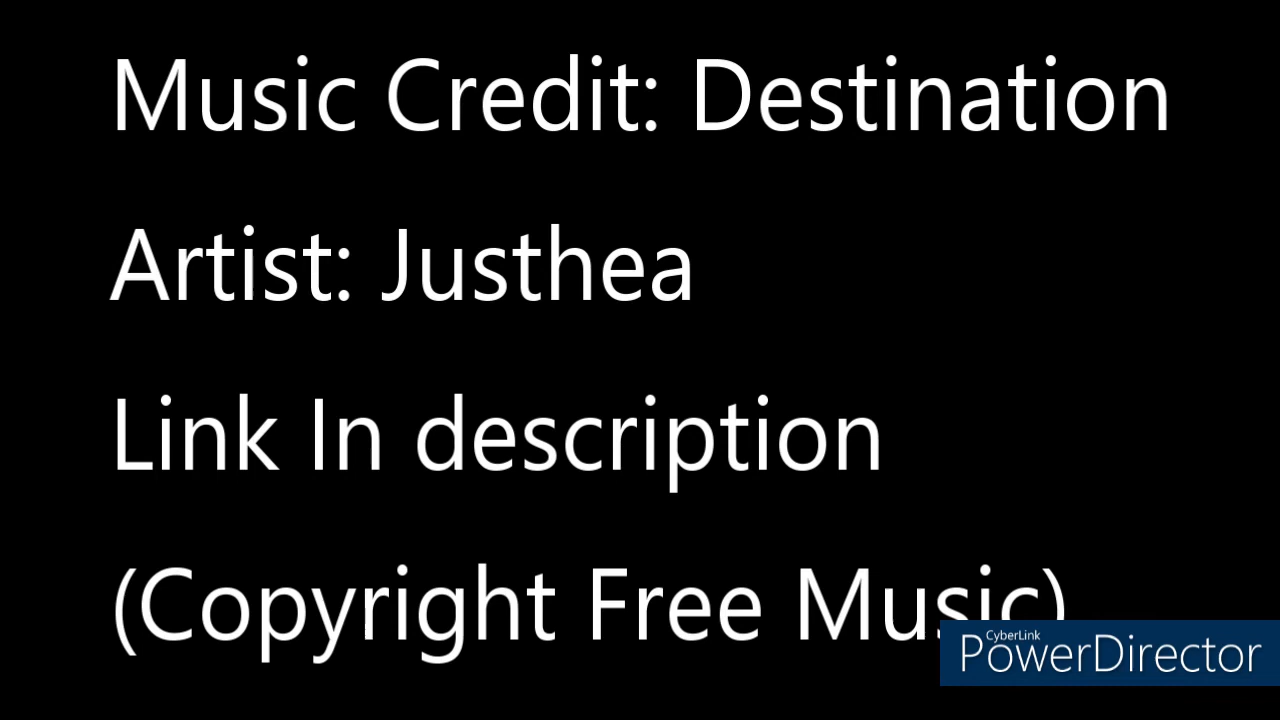 Music Credit: Destination
Artist: Justhea
Link In description
(Copyright Free Music)
CyberLink
PowerDirector